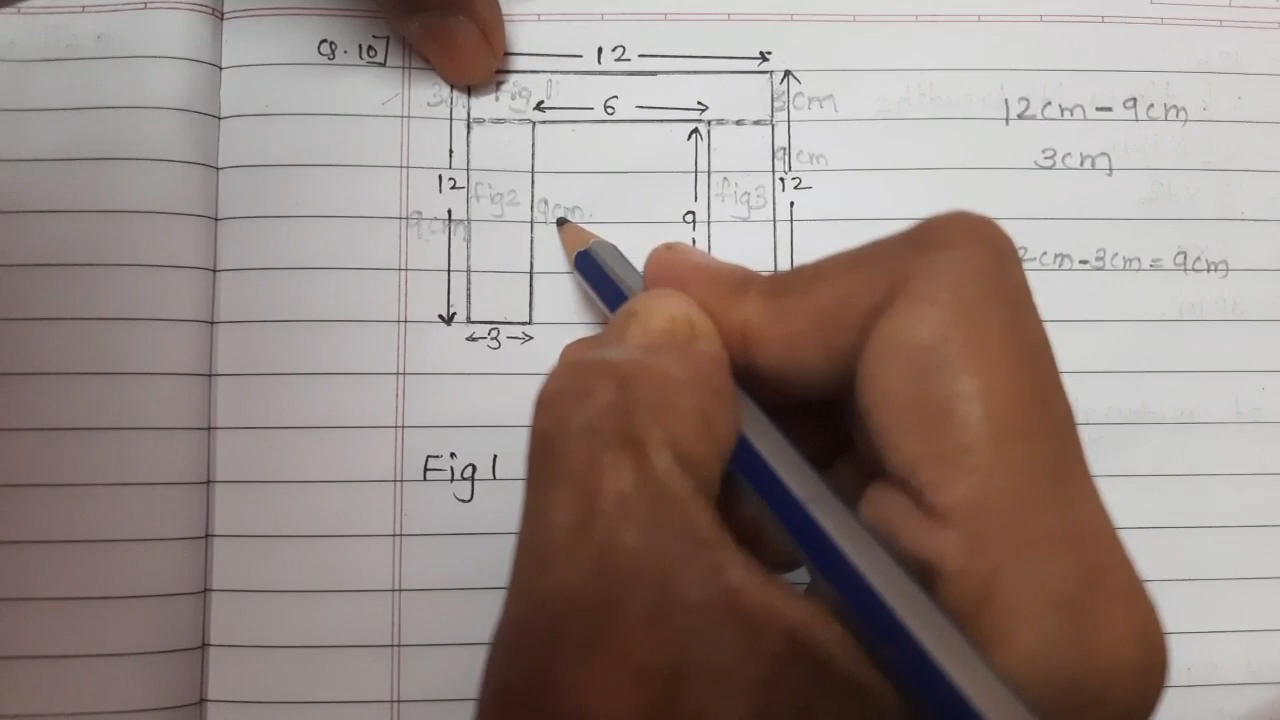 (8.10]
12
Fig 1
6
3cm
12cm - 9cm
9cm
3cm
12
fig2
9cm
fig3
12
9cm
9
2cm - 3cm = 9cm
3
Fig 1